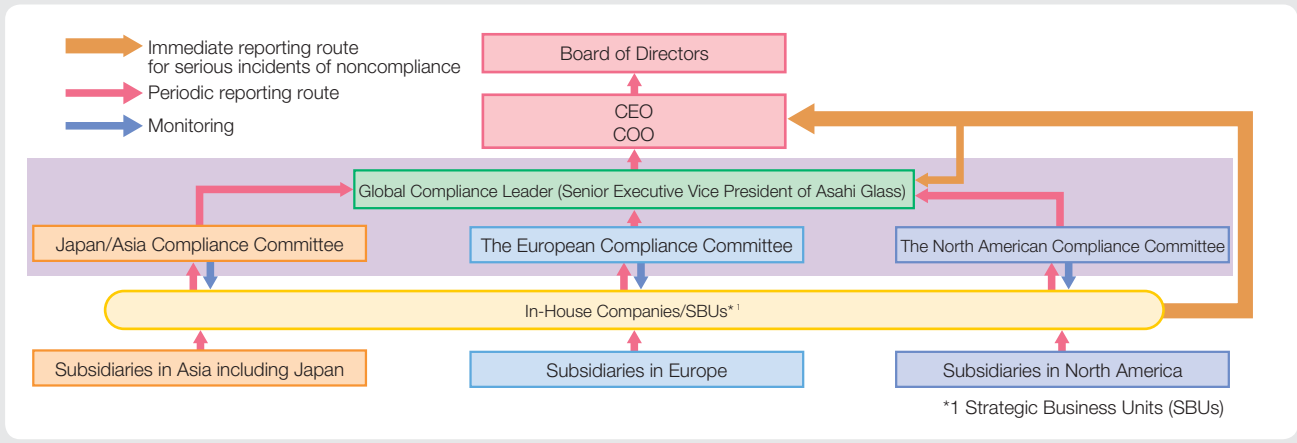 Immediate reporting route
for serious incidents of noncompliance
Periodic reporting route
Monitoring
Board of Directors
CEO
COO
Global Compliance Leader (Senior Executive Vice President of Asahi Glass)
Japan/Asia Compliance Committee
The European Compliance Committee
The North American Compliance Committee
In-House Companies/SBUs*1
Subsidiaries in Asia including Japan
Subsidiaries in Europe
Subsidiaries in North America
*1 Strategic Business Units (SBUs)